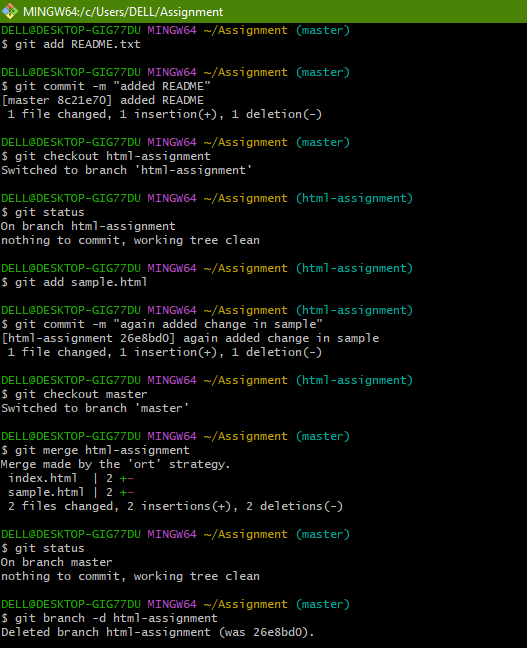 MINGW64:/c/Users/DELL/Assignment
DELL@DESKTOP-GIG77DU MINGW64 ~/Assignment (master)
$ git add README.txt
DELL@DESKTOP-GIG77DU MINGW64 ~/Assignment (master)
$ git commit -m "added README"
[master 8c21e70] added README
 1 file changed, 1 insertion(+), 1 deletion(-)
DELL@DESKTOP-GIG77DU MINGW64 ~/Assignment (master)
$ git checkout html-assignment
Switched to branch 'html-assignment'
DELL@DESKTOP-GIG77DU MINGW64 ~/Assignment (html-assignment)
$ git status
On branch html-assignment
nothing to commit, working tree clean
DELL@DESKTOP-GIG77DU MINGW64 ~/Assignment (html-assignment)
$ git add sample.html
DELL@DESKTOP-GIG77DU MINGW64 ~/Assignment (html-assignment)
$ git commit -m "again added change in sample"
[html-assignment 26e8bd0] again added change in sample
 1 file changed, 1 insertion(+), 1 deletion(-)
DELL@DESKTOP-GIG77DU MINGW64 ~/Assignment (html-assignment)
$ git checkout master
Switched to branch 'master'
DELL@DESKTOP-GIG77DU MINGW64 ~/Assignment (master)
$ git merge html-assignment
Merge made by the 'ort' strategy.
 index.html  | 2 +-
 sample.html | 2 +-
 2 files changed, 2 insertions(+), 2 deletions(-)
DELL@DESKTOP-GIG77DU MINGW64 ~/Assignment (master)
$ git status
On branch master
nothing to commit, working tree clean
DELL@DESKTOP-GIG77DU MINGW64 ~/Assignment (master)
$ git branch -d html-assignment
Deleted branch html-assignment (was 26e8bd0).